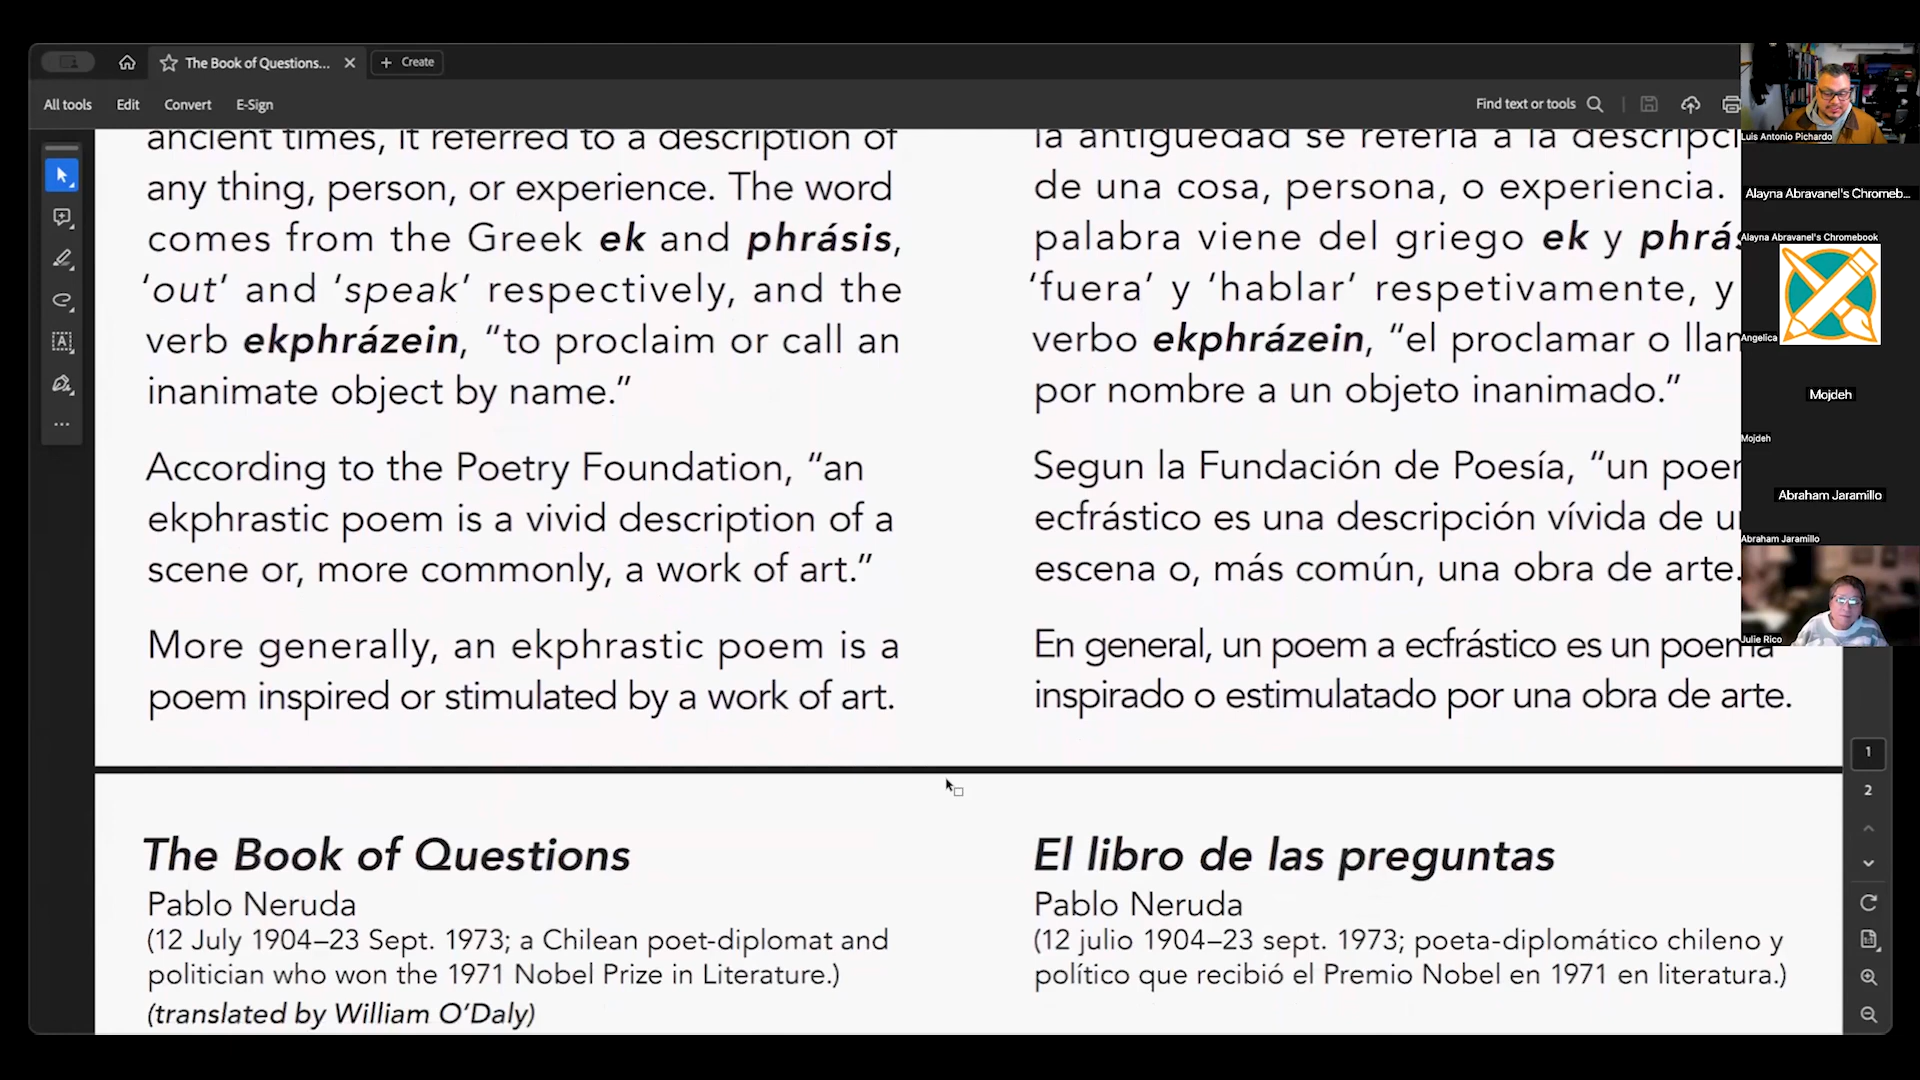 The Book of Questions...
Create
All tools
Edit
Convert
E-Sign
Find text or tools
ancient times, it referred to a description of
any thing, person, or experience. The word
comes from the Greek ek and phrásis,
‘out’ and ‘speak’ respectively, and the
verb ekphrázein, “to proclaim or call an
inanimate object by name.”
According to the Poetry Foundation, “an
ekphrastic poem is a vivid description of a
scene or, more commonly, a work of art.”
More generally, an ekphrastic poem is a
poem inspired or stimulated by a work of art.
la antigüedad se refería a la descripci
de una cosa, persona, o experiencia.
palabra viene del griego ek y phrás
‘fuera’ y ‘hablar’ respetivamente, y
verbo ekphrázein, “el proclamar o llam
por nombre a un objeto inanimado.”
Segun la Fundación de Poesía, “un poem
ecfrástico es una descripción vívida de u
escena o, más común, una obra de arte.
En general, un poem a ecfrástico es un poema
inspirado o estimulatado por una obra de arte.
The Book of Questions
Pablo Neruda
(12 July 1904–23 Sept. 1973; a Chilean poet-diplomat and
politician who won the 1971 Nobel Prize in Literature.)
(translated by William O’Daly)
El libro de las preguntas
Pablo Neruda
(12 julio 1904–23 sept. 1973; poeta-diplomático chileno y
político que recibió el Premio Nobel en 1971 en literatura.)
Luis Antonio Pichardo
Alayna Abravanel's Chromeb...
Alayna Abravanel's Chromebook
Angelica
Mojdeh
Mojdeh
Abraham Jaramillo
Abraham Jaramillo
Julie Rico
1
2